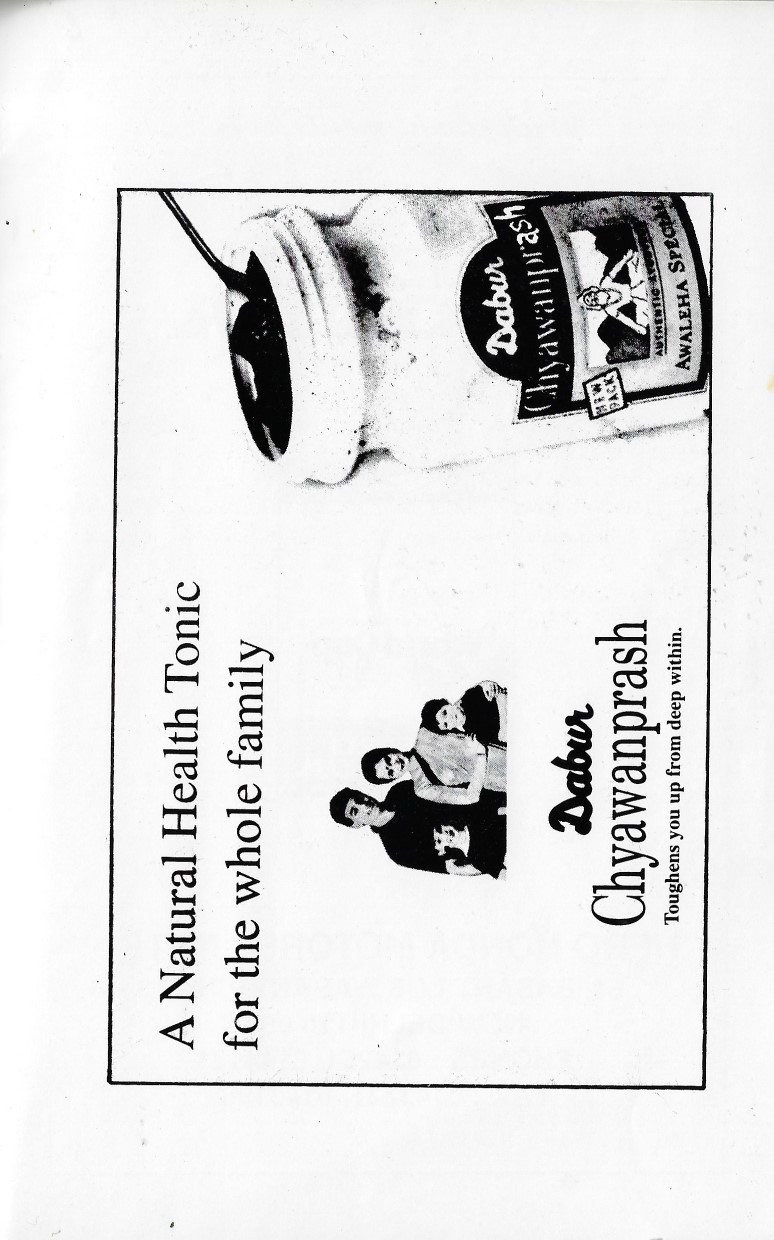 A Natural Health Tonic
for the whole family
Dabur
Chyawanprash
Toughens you up from deep within.
Dabur
Chyawanprash
NEW
PACK
AUTHENTIC
AWALEHA SPECIAL